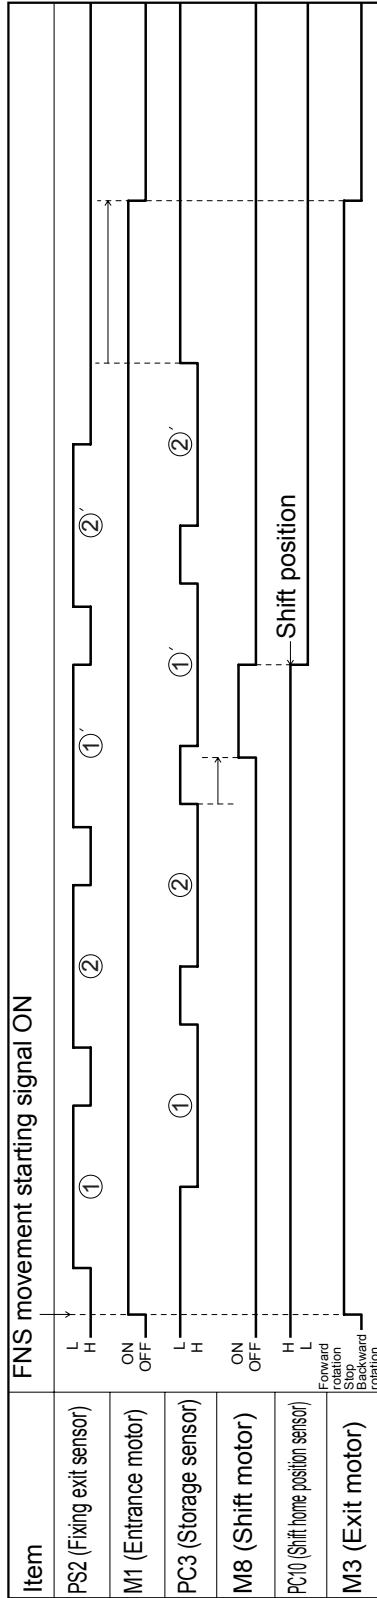 Item
FNS movement starting signal ON
PS2 (Fixing exit sensor)
L
H
① ② ①´ ②´
M1 (Entrance motor)
ON
OFF
PC3 (Storage sensor)
L
H
① ② ①´ ②´
M8 (Shift motor)
ON
OFF
PC10 (Shift home position sensor)
H
L
Shift position
M3 (Exit motor)
Forward
rotation
Stop
Backward
rotation